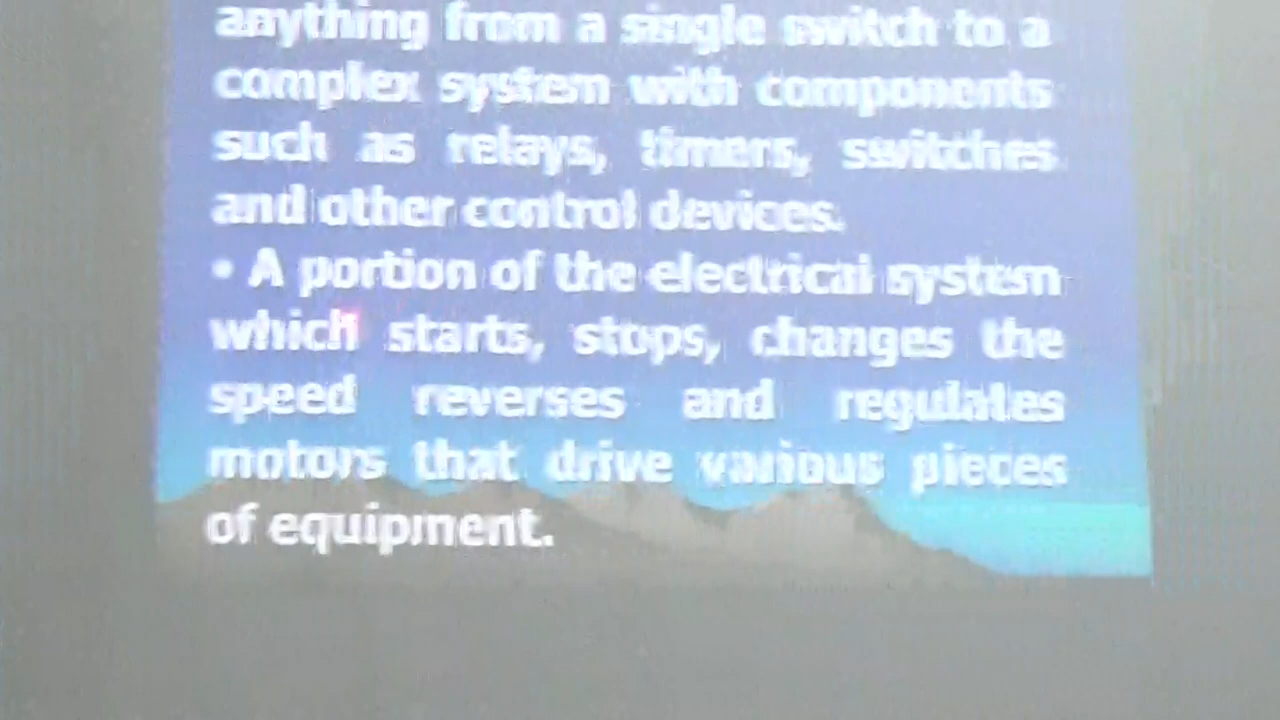 anything from a single switch to a
complex system with components
such as relays, timers, switches
and other control devices.
• A portion of the electrical system
which starts, stops, changes the
speed reverses and regulates
motors that drive various pieces
of equipment.